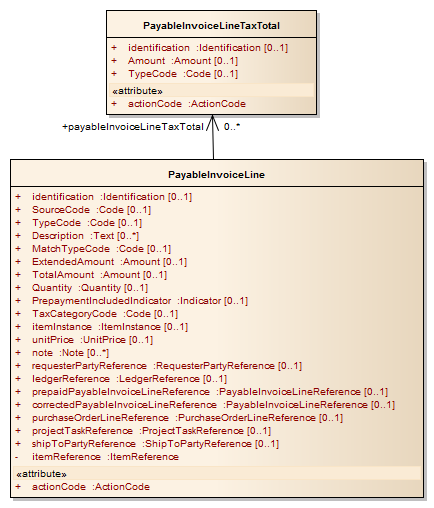 PayableInvoiceLineTaxTotal
+ identification :Identification [0..1]
+ Amount :Amount [0..1]
+ TypeCode :Code [0..1]
«attribute»
+ actionCode :ActionCode
+payableInvoiceLineTaxTotal 0..*
PayableInvoiceLine
+ identification :Identification [0..1]
+ SourceCode :Code [0..1]
+ TypeCode :Code [0..1]
+ Description :Text [0..*]
+ MatchTypeCode :Code [0..1]
+ ExtendedAmount :Amount [0..1]
+ TotalAmount :Amount [0..1]
+ Quantity :Quantity [0..1]
+ PrepaymentIncludedIndicator :Indicator [0..1]
+ TaxCategoryCode :Code [0..1]
+ itemInstance :ItemInstance [0..1]
+ unitPrice :UnitPrice [0..1]
+ note :Note [0..*]
+ requesterPartyReference :RequesterPartyReference [0..1]
+ ledgerReference :LedgerReference [0..1]
+ prepaidPayableInvoiceLineReference :PayableInvoiceLineReference [0..1]
+ correctedPayableInvoiceLineReference :PayableInvoiceLineReference [0..1]
+ purchaseOrderLineReference :PurchaseOrderLineReference [0..1]
+ projectTaskReference :ProjectTaskReference [0..1]
+ shipToPartyReference :ShipToPartyReference [0..1]
- itemReference :ItemReference
«attribute»
+ actionCode :ActionCode